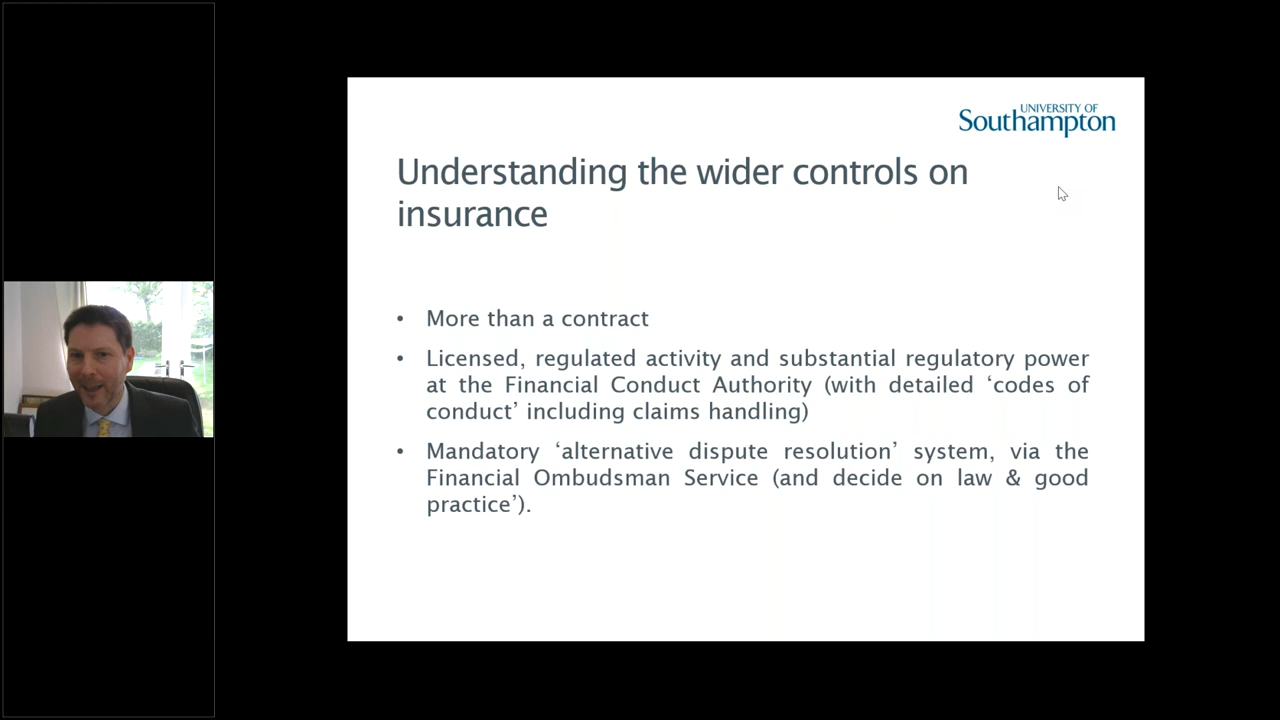 UNIVERSITY OF
Southampton
Understanding the wider controls on
insurance
• More than a contract
• Licensed, regulated activity and substantial regulatory power
at the Financial Conduct Authority (with detailed ‘codes of
conduct’ including claims handling)
• Mandatory ‘alternative dispute resolution’ system, via the
Financial Ombudsman Service (and decide on law & good
practice’).